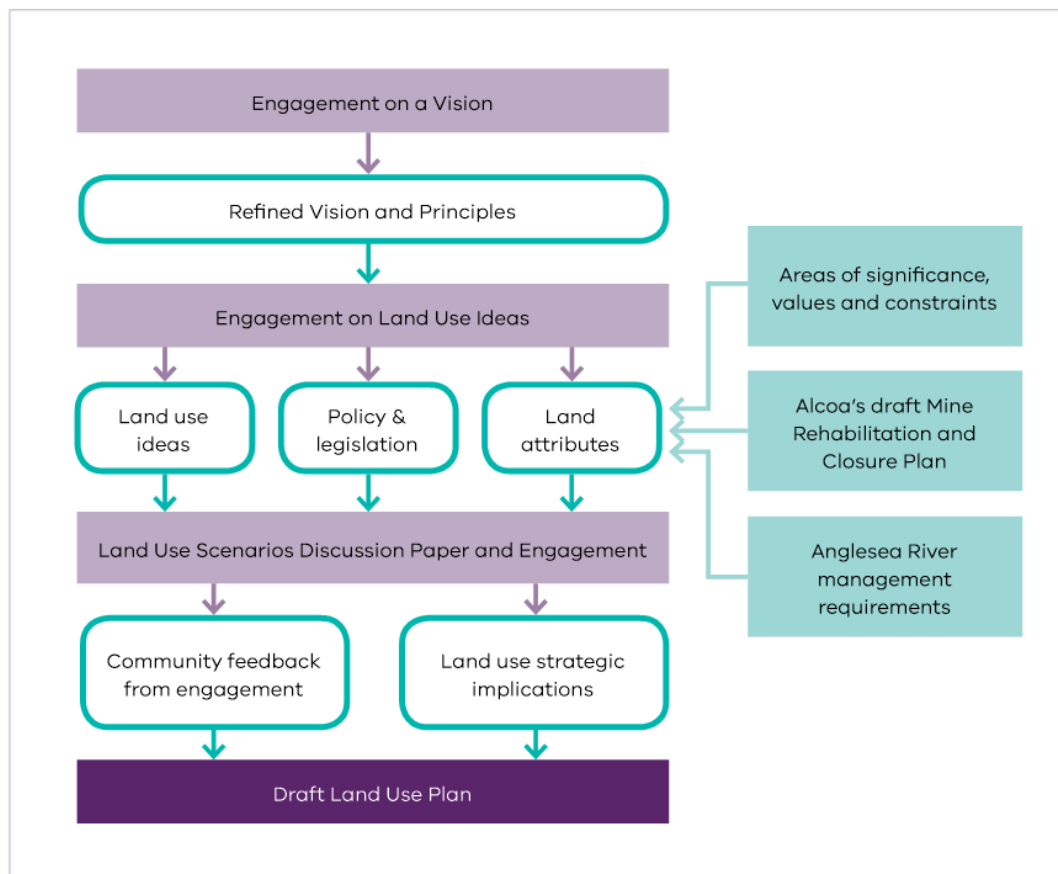 Engagement on a Vision
Refined Vision and Principles
Engagement on Land Use Ideas
Land use
ideas
Policy &
legislation
Land
attributes
Areas of significance,
values and constraints
Alcoa's draft Mine
Rehabilitation and
Closure Plan
Anglesea River
management
requirements
Land Use Scenarios Discussion Paper and Engagement
Community feedback
from engagement
Land use strategic
implications
Draft Land Use Plan